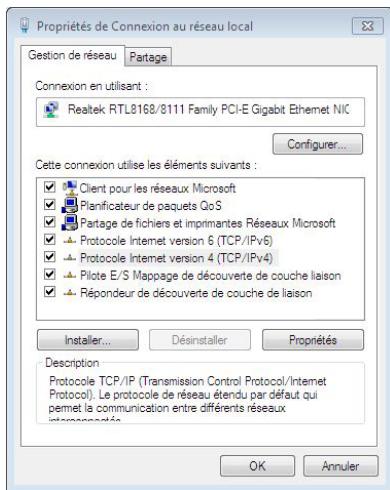 Propriétés de Connexion au réseau local
Gestion de réseau Partage
Connexion en utilisant :
Realtek RTL8168/8111 Family PCI-E Gigabit Ethernet NIC
Configurer...
Cette connexion utilise les éléments suivants :
Client pour les réseaux Microsoft
Planificateur de paquets QoS
Partage de fichiers et imprimantes Réseaux Microsoft
Protocole Internet version 6 (TCP/IPv6)
Protocole Internet version 4 (TCP/IPv4)
Pilote E/S Mappage de découverte de couche liaison
Répondeur de découverte de couche de liaison
Installer... Désinstaller Propriétés
Description
Protocole TCP/IP (Transmission Control Protocol/Internet
Protocol). Le protocole de réseau étendu par défaut qui
permet la communication entre différents réseaux
interconnectés
OK Annuler